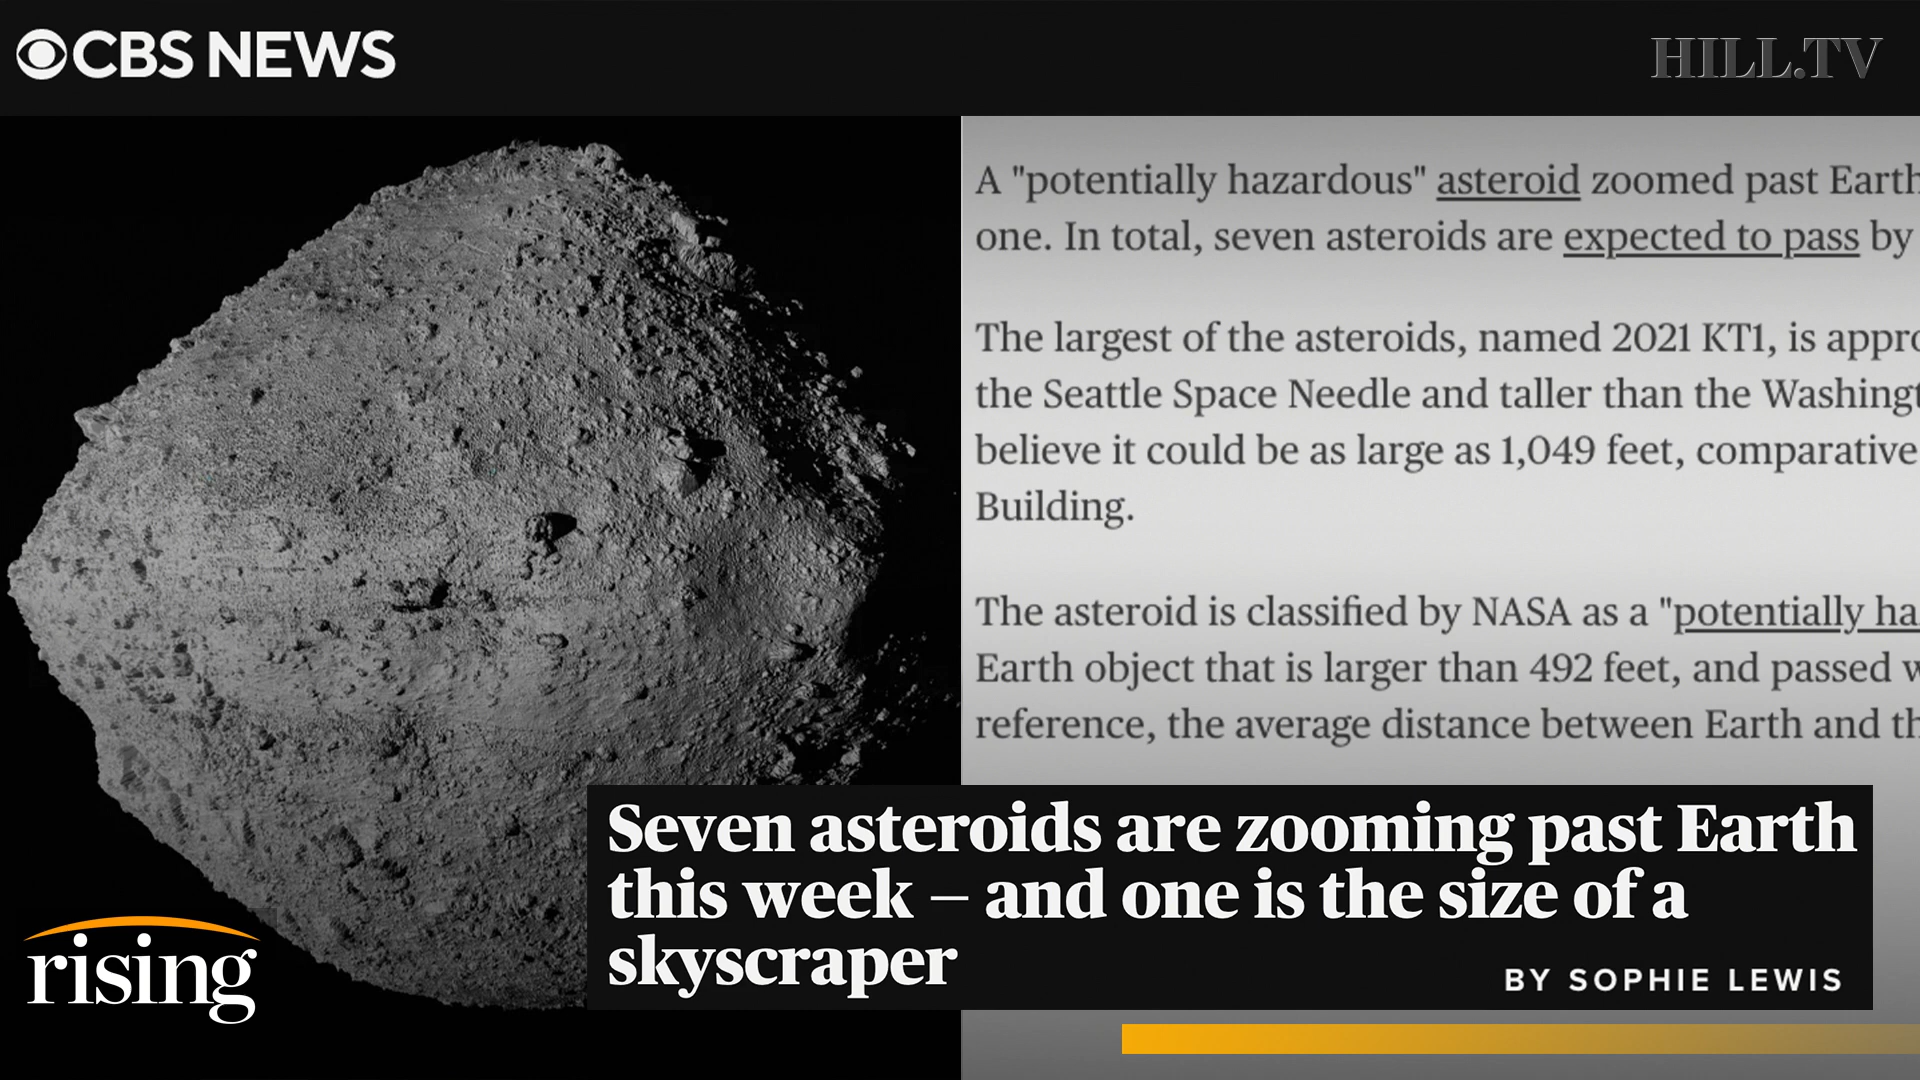 CBS NEWS
HILL.TV
A "potentially hazardous" asteroid zoomed past Earth
one. In total, seven asteroids are expected to pass by
The largest of the asteroids, named 2021 KT1, is appro
the Seattle Space Needle and taller than the Washingt
believe it could be as large as 1,049 feet, comparative
Building.
The asteroid is classified by NASA as a "potentially ha
Earth object that is larger than 492 feet, and passed w
reference, the average distance between Earth and th
Seven asteroids are zooming past Earth
this week – and one is the size of a
skyscraper
BY SOPHIE LEWIS
rising